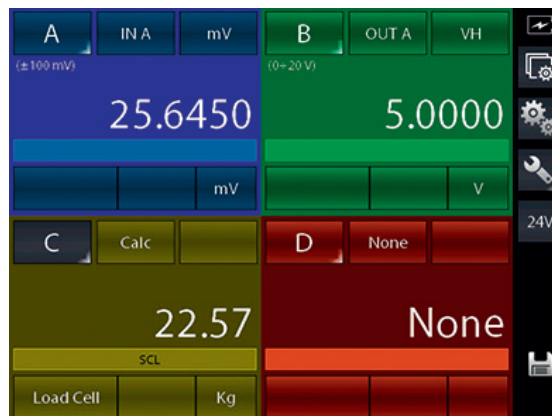 A IN A mV
(±100 mV)
25.6450
mV
B OUT A VH
(0÷20 V)
5.0000
V
C Calc
22.57
SCL
Load Cell Kg
D None
None
24V